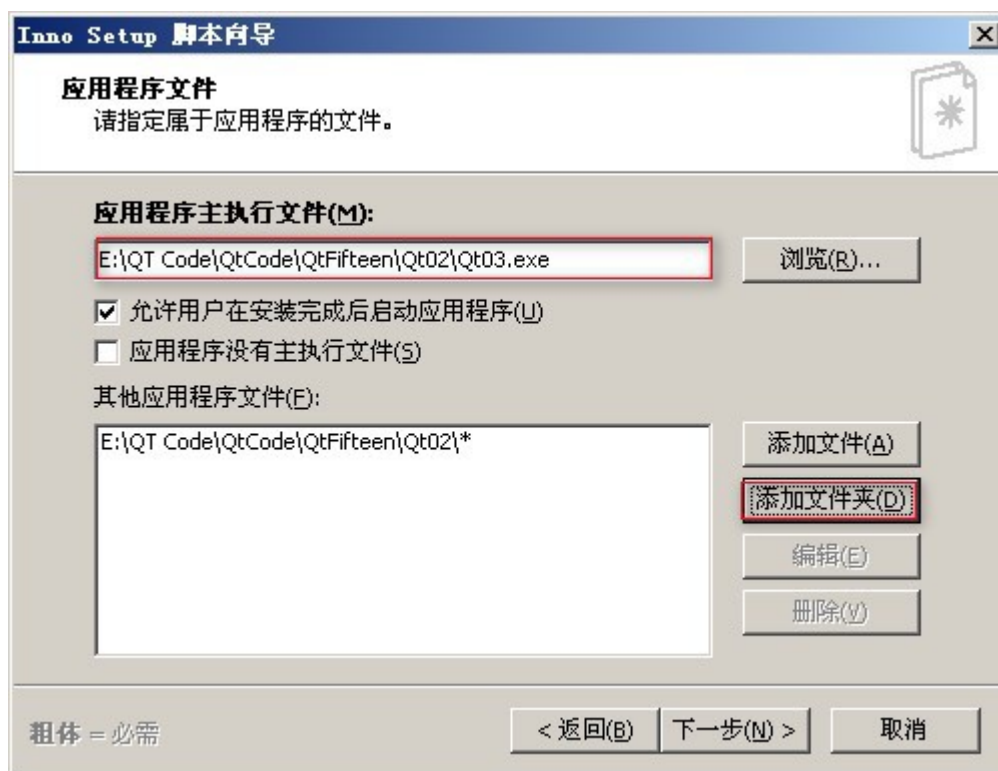 Inno Setup 脚本向导
应用程序文件
请指定属于应用程序的文件。
应用程序主执行文件(M):
E:\QT Code\QtCode\QtFifteen\Qt02\Qt03.exe
浏览(R)...
允许用户在安装完成后启动应用程序(U)
应用程序没有主执行文件(S)
其他应用程序文件(F):
E:\QT Code\QtCode\QtFifteen\Qt02\*
添加文件(A)
添加文件夹(D)
编辑(E)
删除(V)
粗体 = 必需
< 返回(B)
下一步(N) >
取消